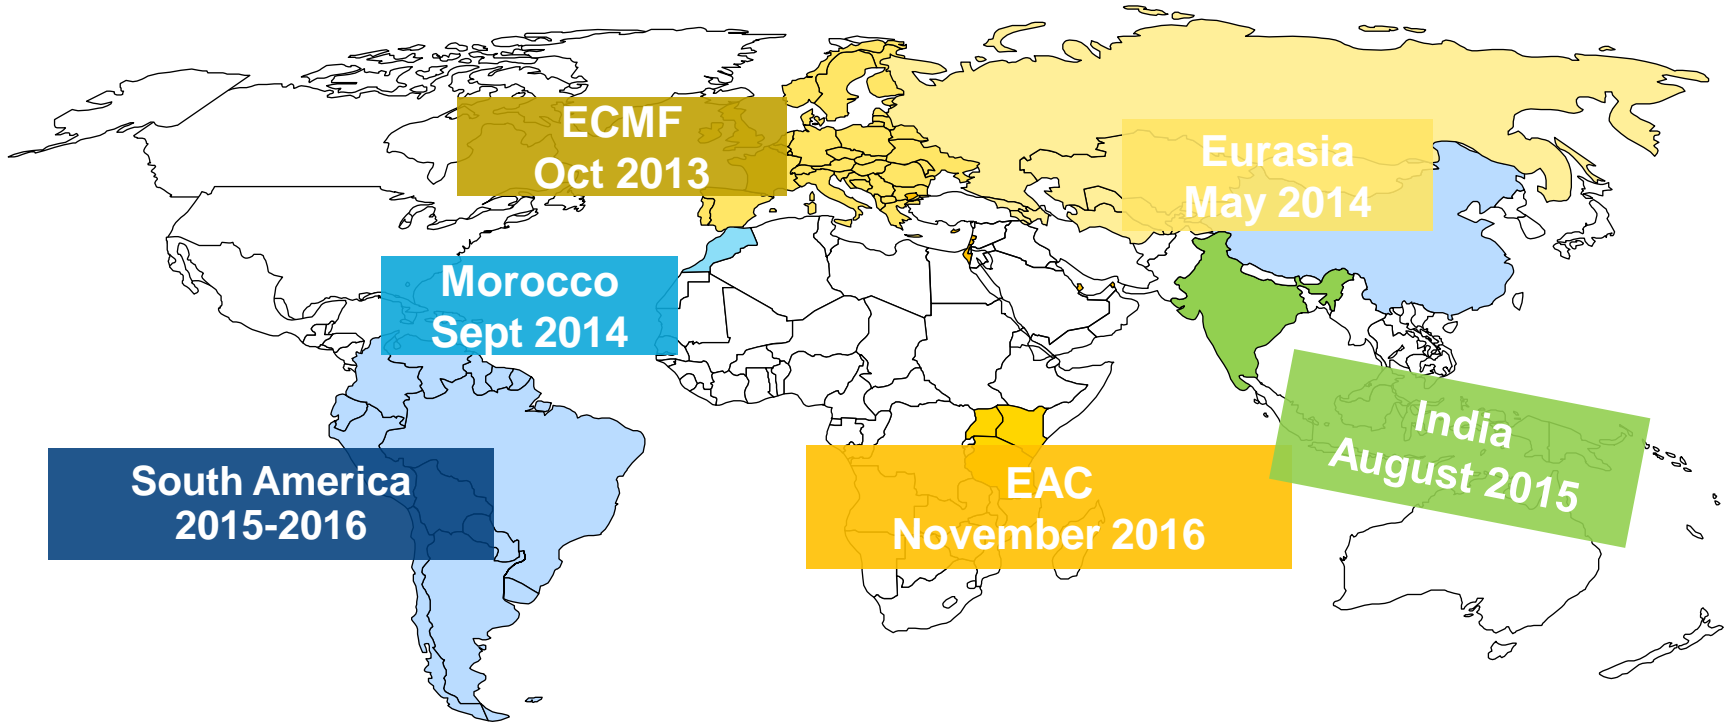 ECMF
Oct 2013
Eurasia
May 2014
Morocco
Sept 2014
India
August 2015
South America
2015-2016
EAC
November 2016